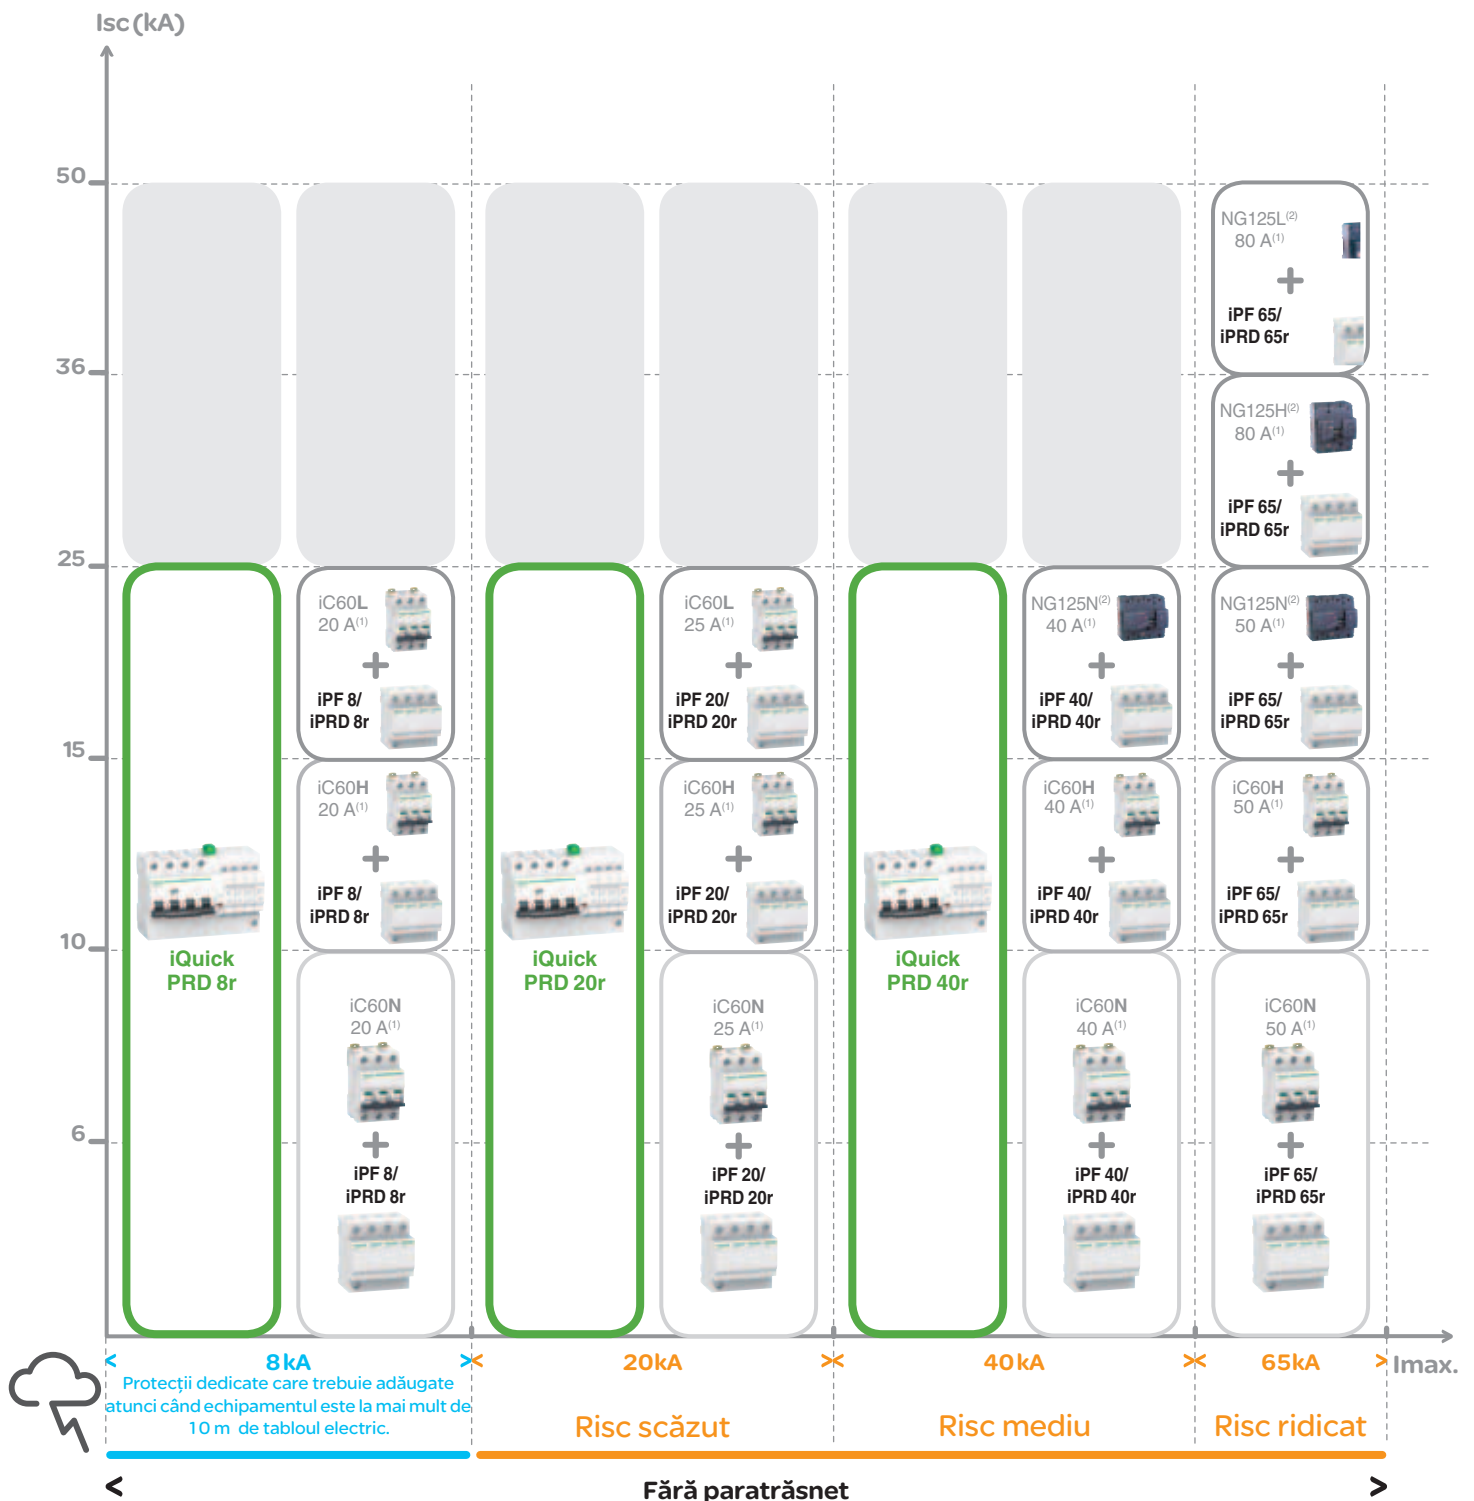 Isc (kA)
50
36
25
15
10
6
iQuick
PRD 8r
iC60L
20 A(1)
+
iPF 8/
iPRD 8r
iC60H
20 A(1)
+
iPF 8/
iPRD 8r
iC60N
20 A(1)
+
iPF 8/
iPRD 8r
iQuick
PRD 20r
iC60L
25 A(1)
+
iPF 20/
iPRD 20r
iC60H
25 A(1)
+
iPF 20/
iPRD 20r
iC60N
25 A(1)
+
iPF 20/
iPRD 20r
iQuick
PRD 40r
NG125N(2)
40 A(1)
+
iPF 40/
iPRD 40r
iC60H
40 A(1)
+
iPF 40/
iPRD 40r
iC60N
40 A(1)
+
iPF 40/
iPRD 40r
NG125L(2)
80 A(1)
+
iPF 65/
iPRD 65r
NG125H(2)
80 A(1)
+
iPF 65/
iPRD 65r
NG125N(2)
50 A(1)
+
iPF 65/
iPRD 65r
iC60H
50 A(1)
+
iPF 65/
iPRD 65r
iC60N
50 A(1)
+
iPF 65/
iPRD 65r
8kA
20kA
40kA
65kA
Imax.
Protecții dedicate care trebuie adăugate
atunci când echipamentul este la mai mult de
10 m de tabloul electric.
Risc scăzut
Risc mediu
Risc ridicat
Fără paratrăsnet